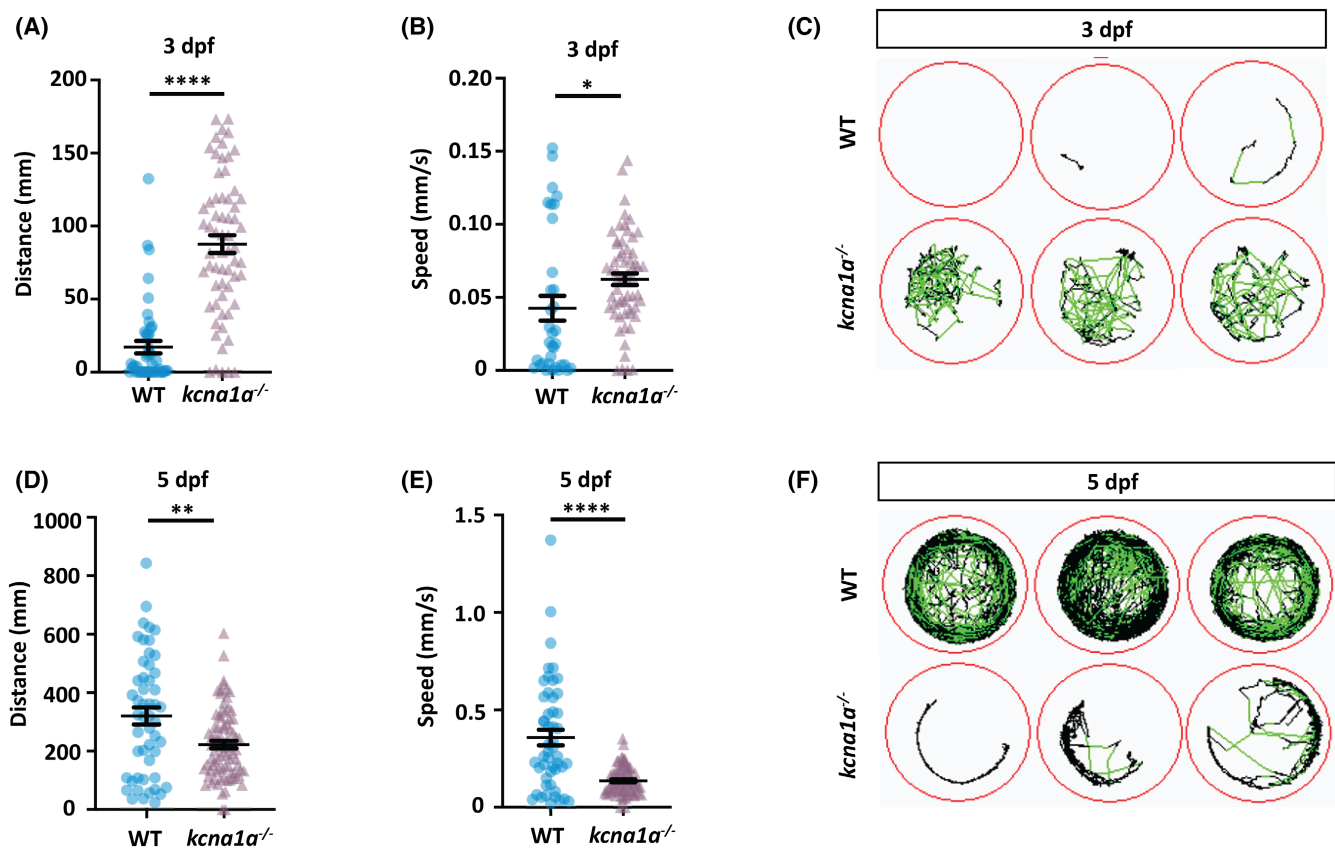 (A)
3 dpf
****
Distance (mm)
200
150
100
50
0
WT kcna1a-/-
(B)
3 dpf
*
Speed (mm/s)
0.20
0.15
0.10
0.05
0
WT kcna1a-/-
(C)
3 dpf
WT
kcna1a-/-
(D)
5 dpf
**
Distance (mm)
1000
800
600
400
200
0
WT kcna1a-/-
(E)
5 dpf
****
Speed (mm/s)
1.5
1.0
0.5
0
WT kcna1a-/-
(F)
5 dpf
WT
kcna1a-/-